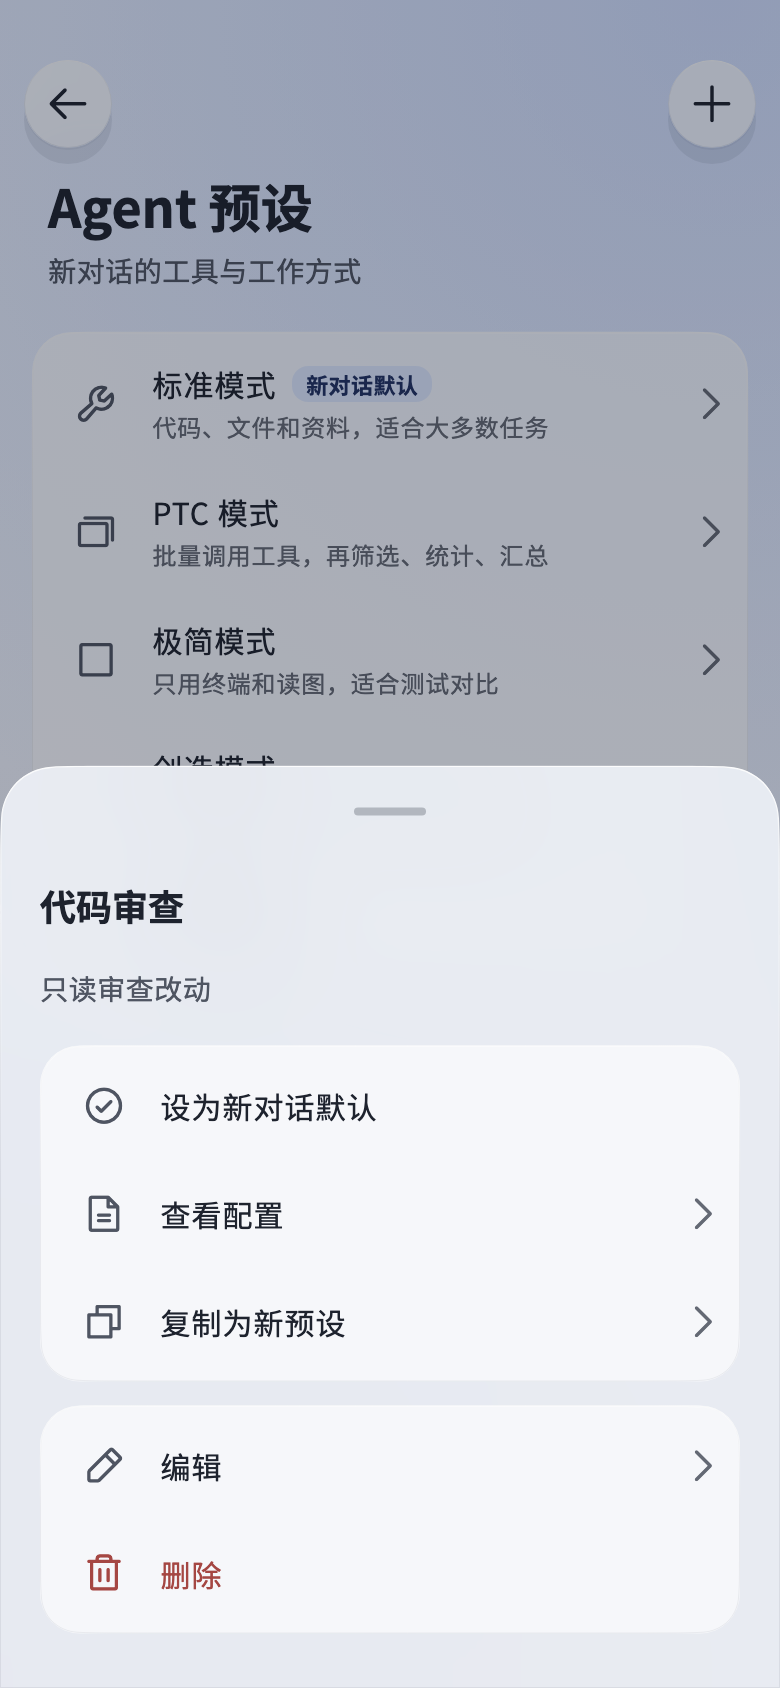 Agent 预设
新对话的工具与工作方式
标准模式 新对话默认
代码、文件和资料，适合大多数任务
PTC 模式
批量调用工具，再筛选、统计、汇总
极简模式
只用终端和读图，适合测试对比
创造模式
代码审查
只读审查改动
设为新对话默认
查看配置
复制为新预设
编辑
删除